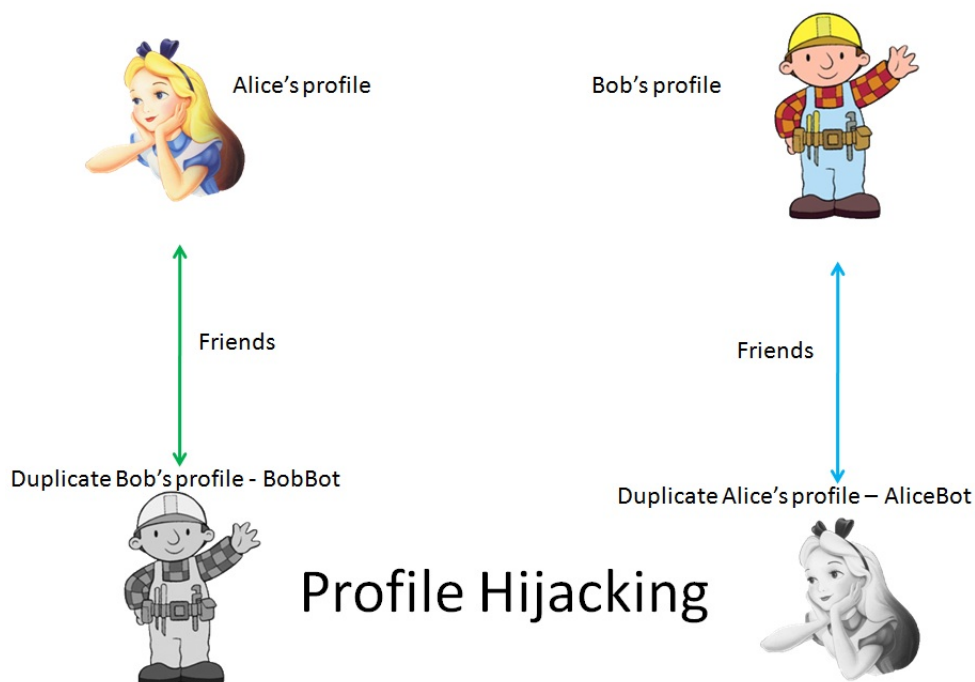 Alice’s profile
Bob’s profile
Friends
Friends
Duplicate Bob’s profile - BobBot
Duplicate Alice’s profile – AliceBot
Profile Hijacking